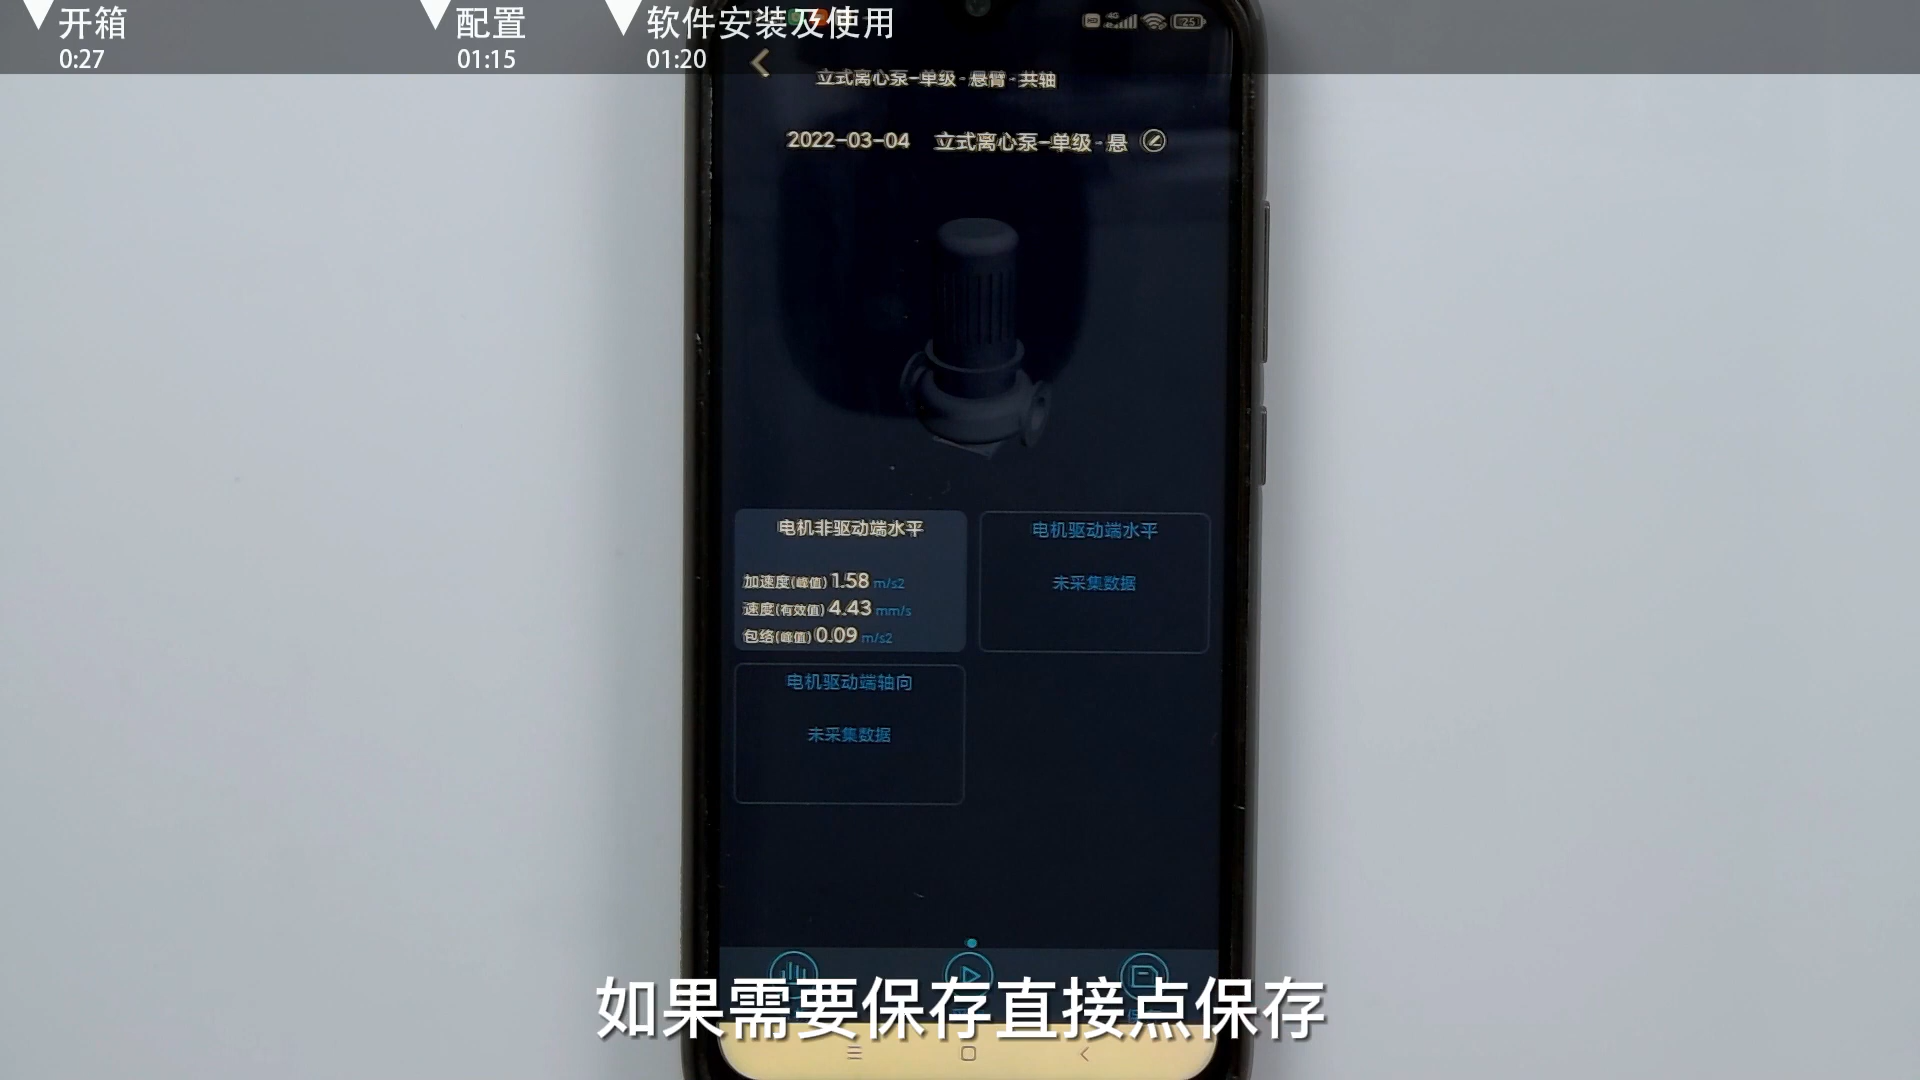 开箱
0:27
配置
01:15
软件安装及使用
01:20
25
立式离心泵-单级-悬臂-共轴
2022-03-04 立式离心泵-单级-悬
电机非驱动端水平
加速度(峰值) 1.58 m/s2
速度(有效值) 4.43 mm/s
包络(峰值) 0.09 m/s2
电机驱动端水平
未采集数据
电机驱动端轴向
未采集数据
如果需要保存直接点保存